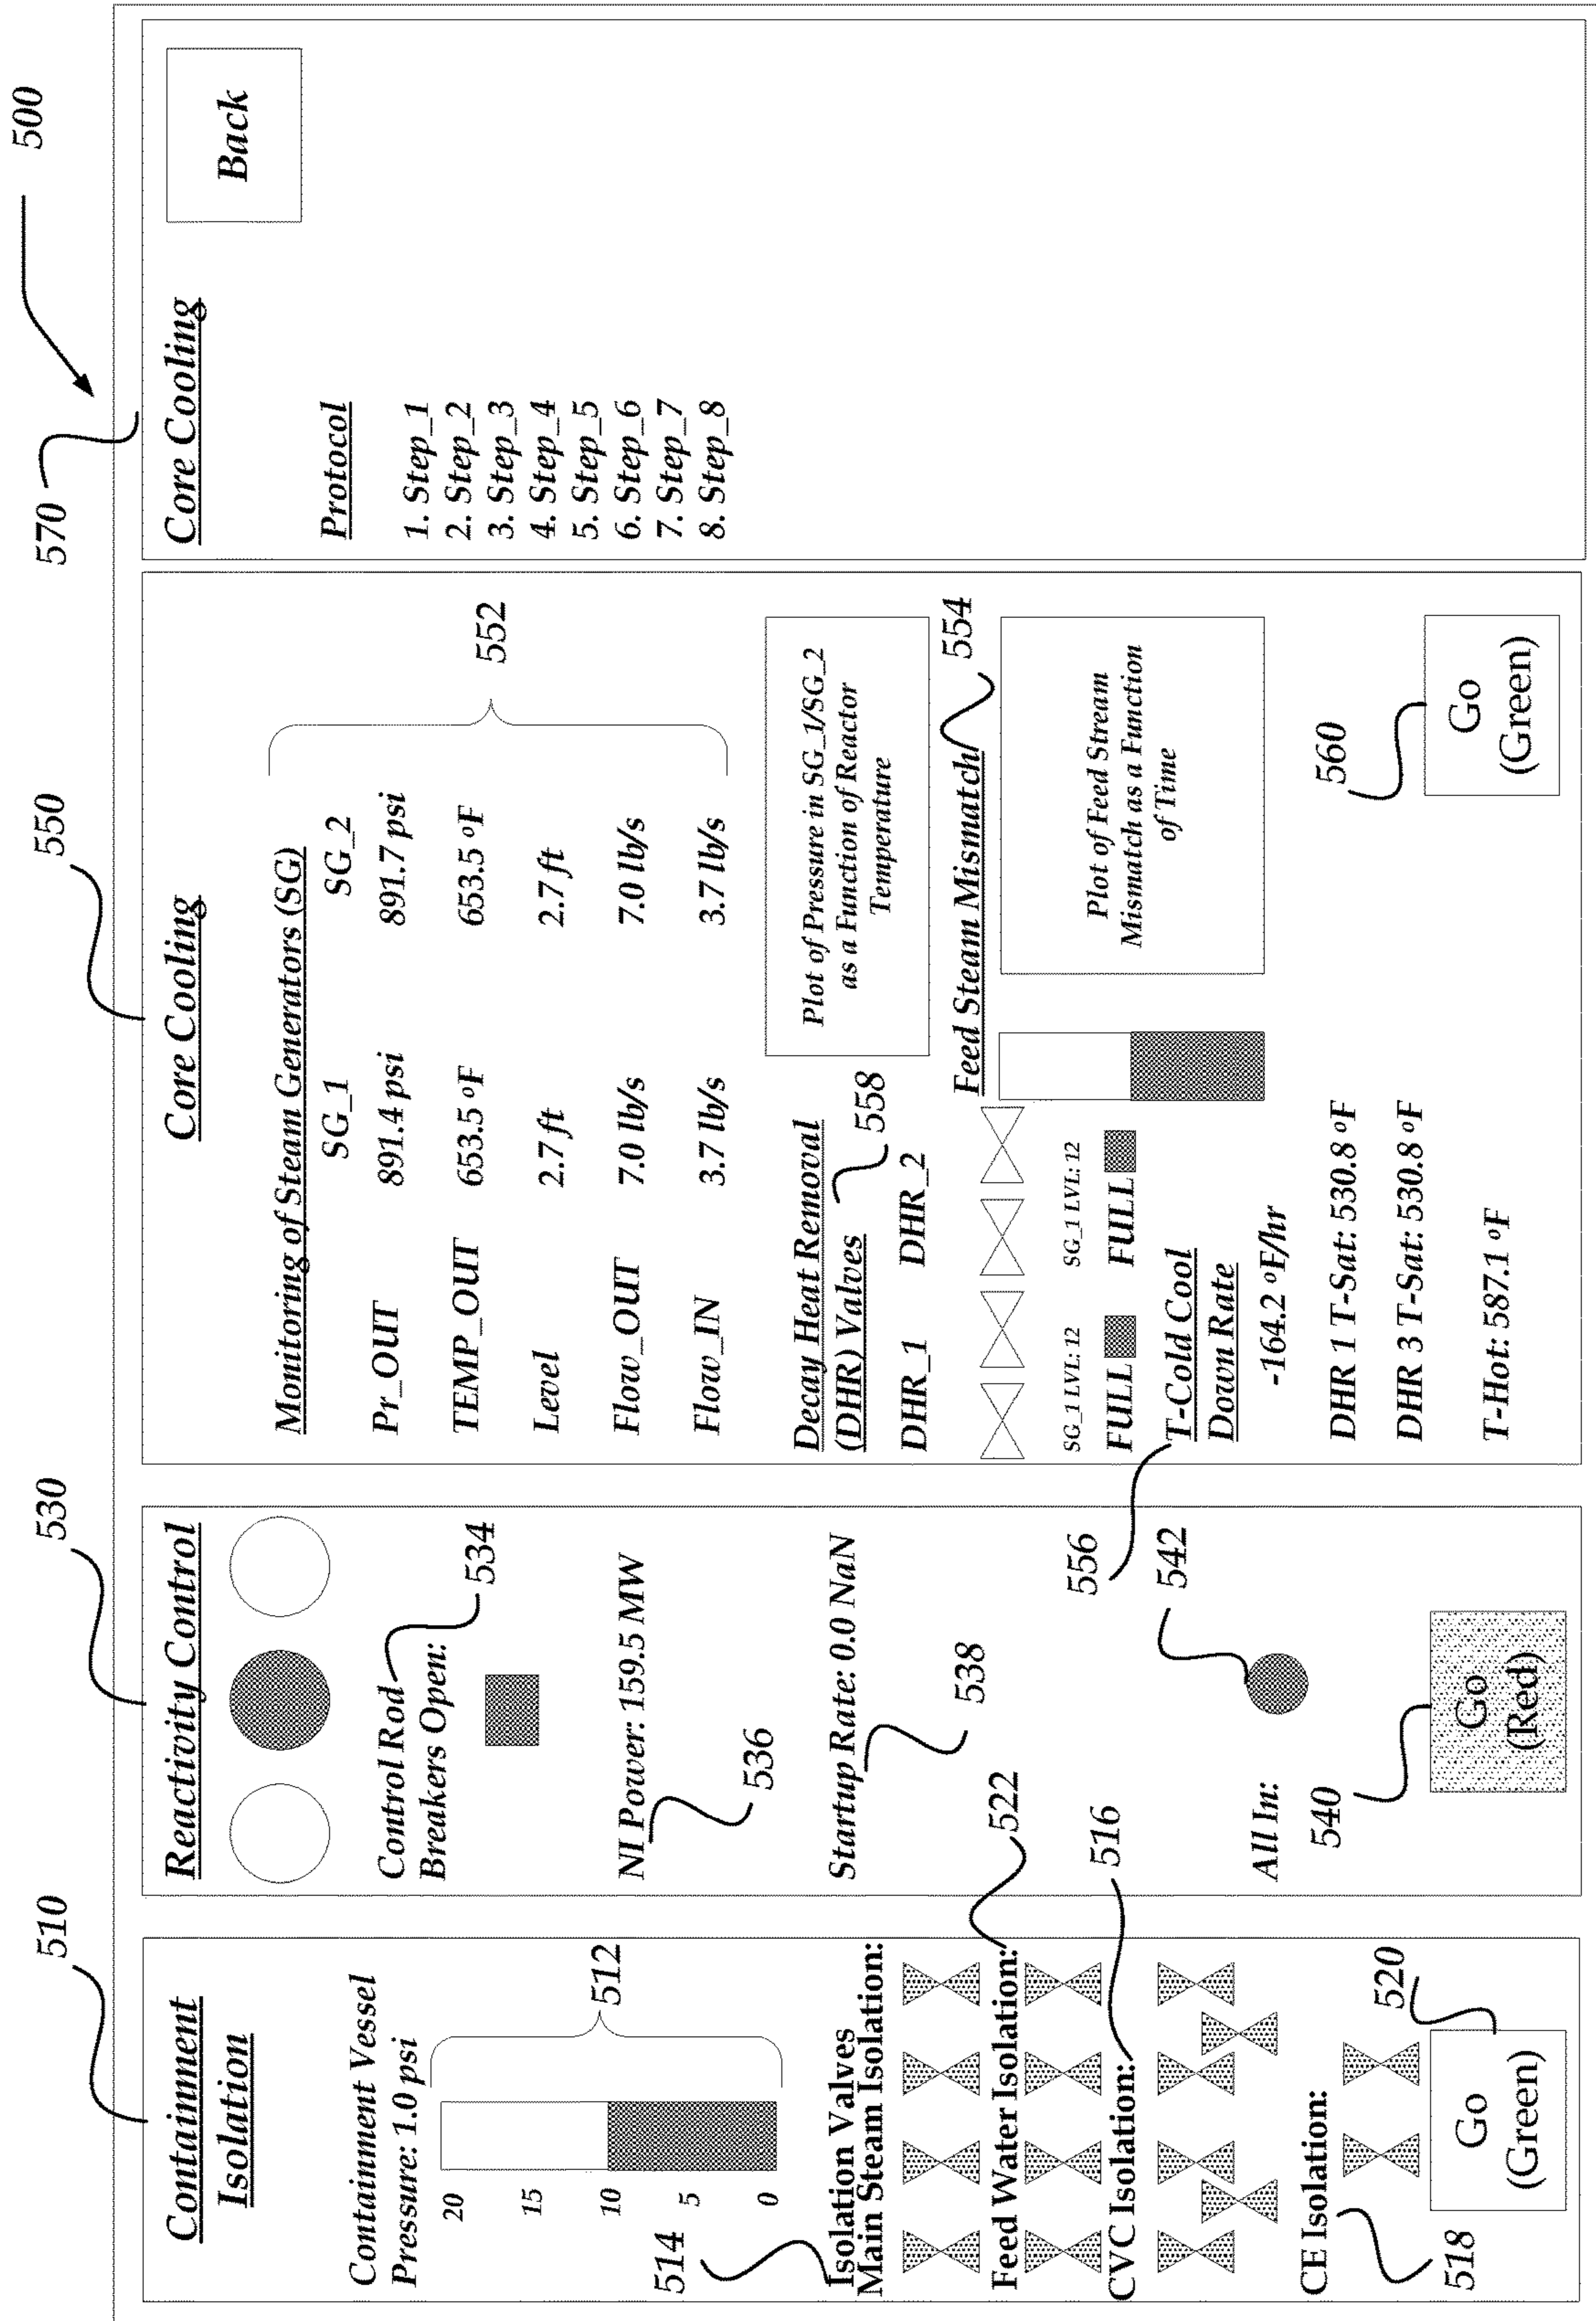 500
510
Containment
Isolation
Containment Vessel
Pressure: 1.0 psi
20
15
10
5
0
512
514
Isolation Valves
Main Steam Isolation:
Feed Water Isolation:
522
CVC Isolation:
516
CE Isolation:
518
Go
(Green)
520
530
Reactivity Control
Control Rod
Breakers Open:
534
NI Power: 159.5 MW
536
Startup Rate: 0.0 NaN
538
All In:
542
540
Go
(Red)
550
Core Cooling
Monitoring of Steam Generators (SG)
SG_1 SG_2
Pr_OUT 891.4 psi 891.7 psi
TEMP_OUT 653.5 ºF 653.5 ºF
Level 2.7 ft 2.7 ft
Flow_OUT 7.0 lb/s 7.0 lb/s
Flow_IN 3.7 lb/s 3.7 lb/s
552
Decay Heat Removal
(DHR) Valves
558
DHR_1 DHR_2
SG_1 LVL: 12 SG_1 LVL: 12
FULL FULL
Plot of Pressure in SG_1/SG_2
as a Function of Reactor
Temperature
Feed Steam Mismatch
554
Plot of Feed Stream
Mismatch as a Function
of Time
556
T-Cold Cool
Down Rate
-164.2 ºF/hr
DHR 1 T-Sat: 530.8 ºF
DHR 3 T-Sat: 530.8 ºF
T-Hot: 587.1 ºF
560
Go
(Green)
570
Core Cooling
Back
Protocol
1. Step_1
2. Step_2
3. Step_3
4. Step_4
5. Step_5
6. Step_6
7. Step_7
8. Step_8